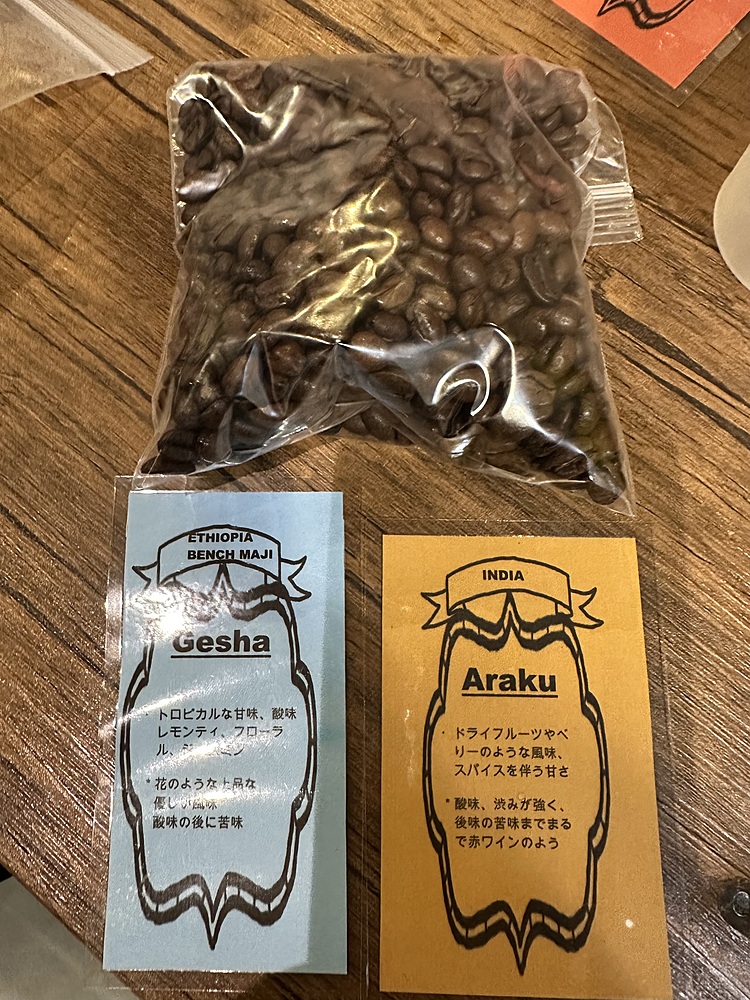 ETHIOPIA
BENCH MAJI
Gesha
・トロピカルな甘味、酸味
レモンティ、フローラ
ル、
*花のような上品な
優しい風味
酸味の後に苦味
INDIA
Araku
・ドライフルーツやベ
リーのような風味、
スパイスを伴う甘さ
*酸味、渋みが強く、
後味の苦味までまる
で赤ワインのよう